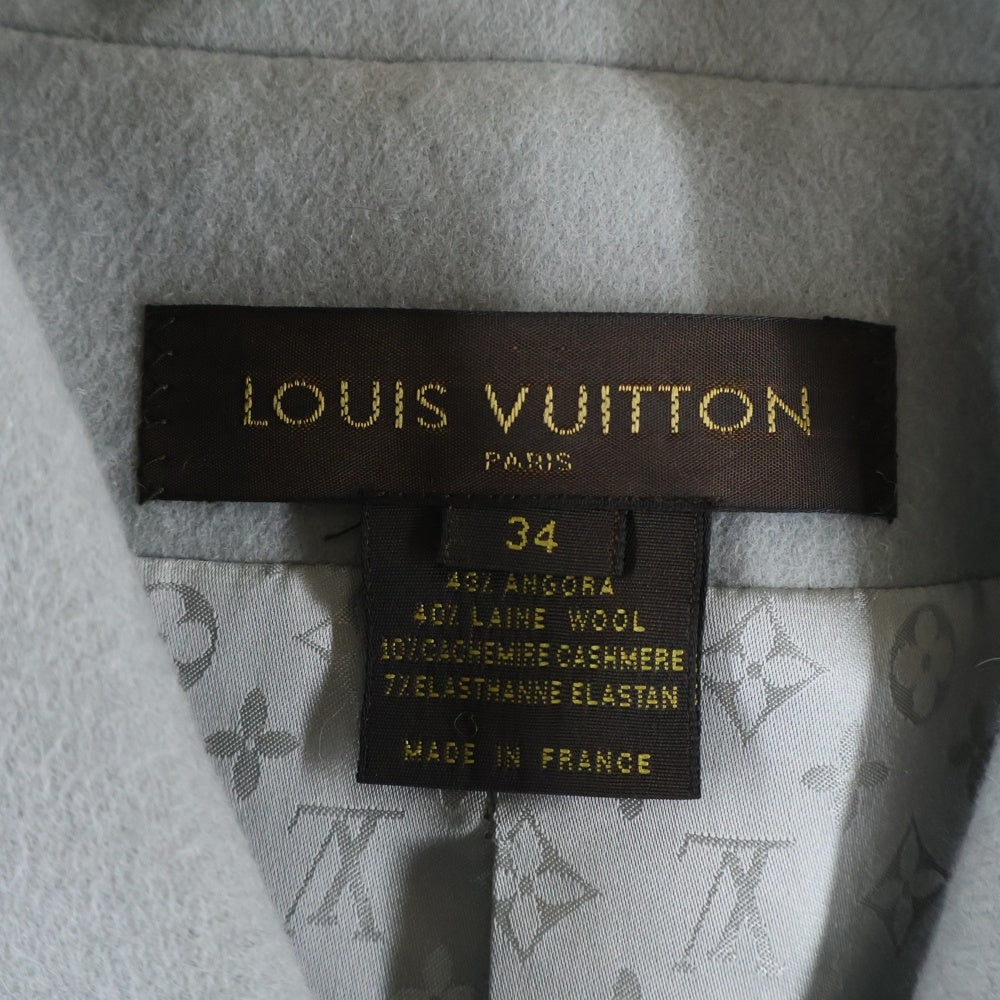 LOUIS VUITTON
PARIS
34
43% ANGORA
40% LAINE WOOL
10% CACHEMIRE CASHMERE
7% ELASTHANNE ELASTAN
MADE IN FRANCE